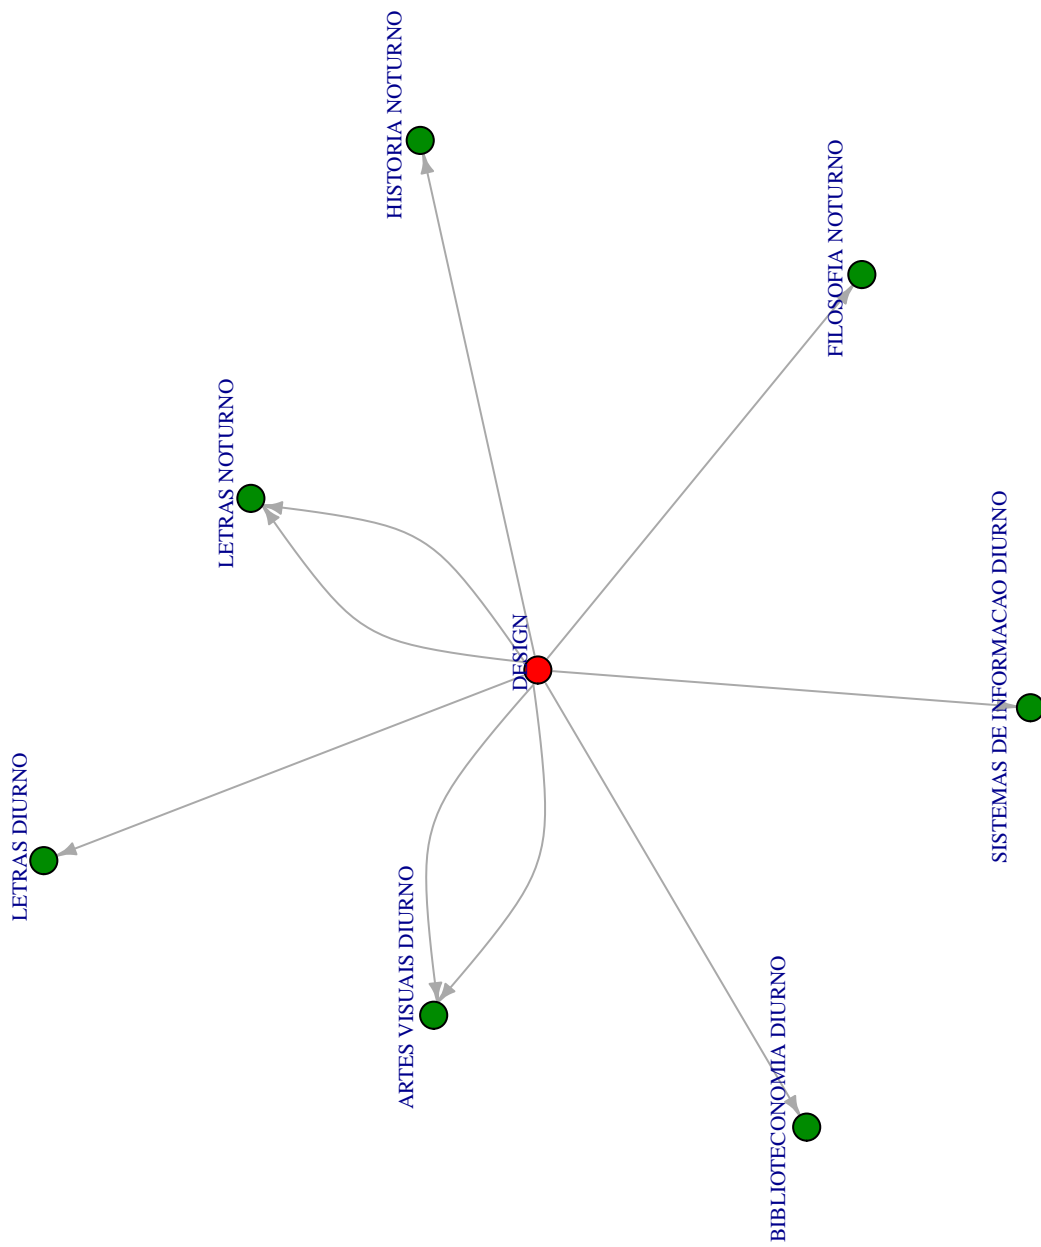 HISTORIA NOTURNO
FILOSOFIA NOTURNO
LETRAS NOTURNO
SISTEMAS DE INFORMACAO DIURNO
DESIGN
LETRAS DIURNO
ARTES VISUAIS DIURNO
BIBLIOTECONOMIA DIURNO